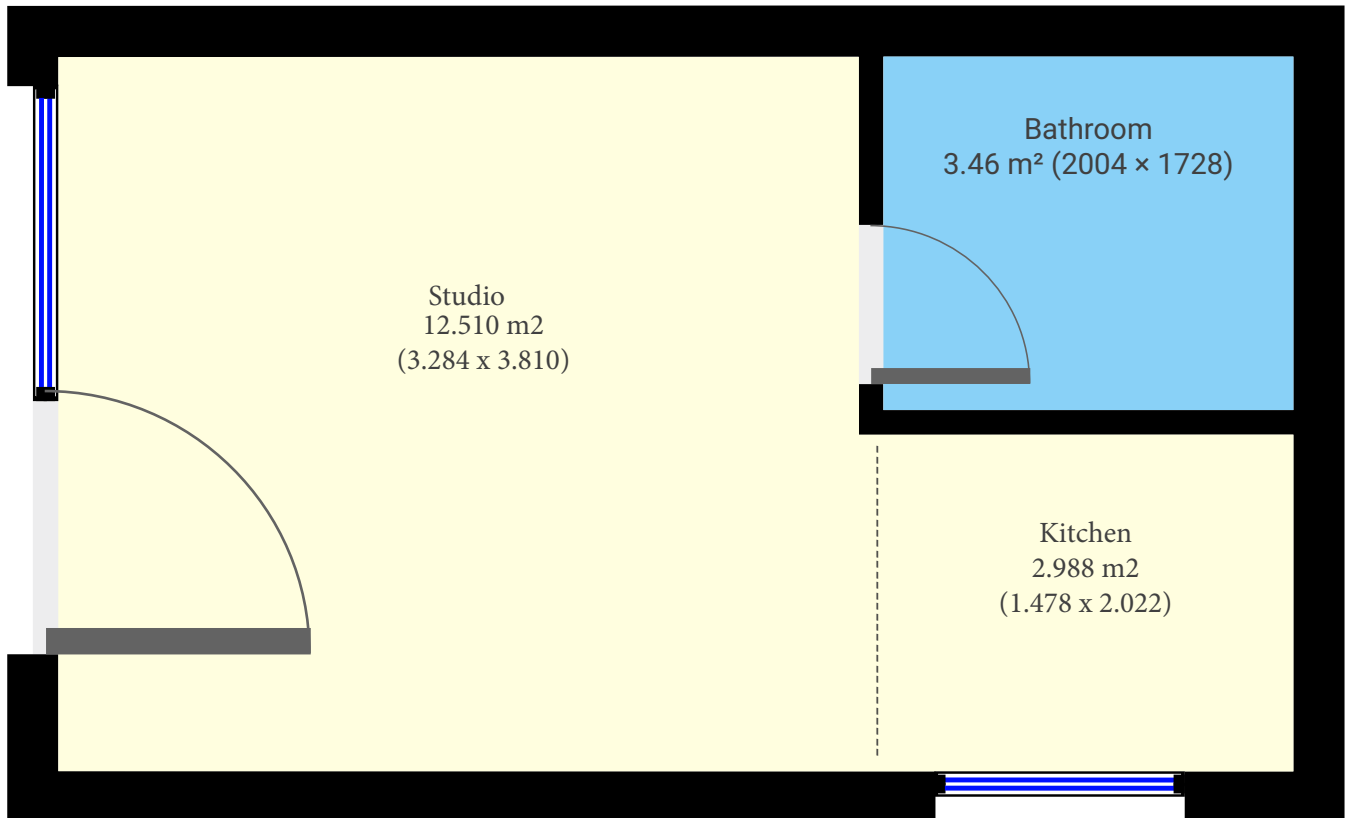 Bathroom
3.46 m² (2004 × 1728)
Studio
12.510 m2
(3.284 x 3.810)
Kitchen
2.988 m2
(1.478 x 2.022)